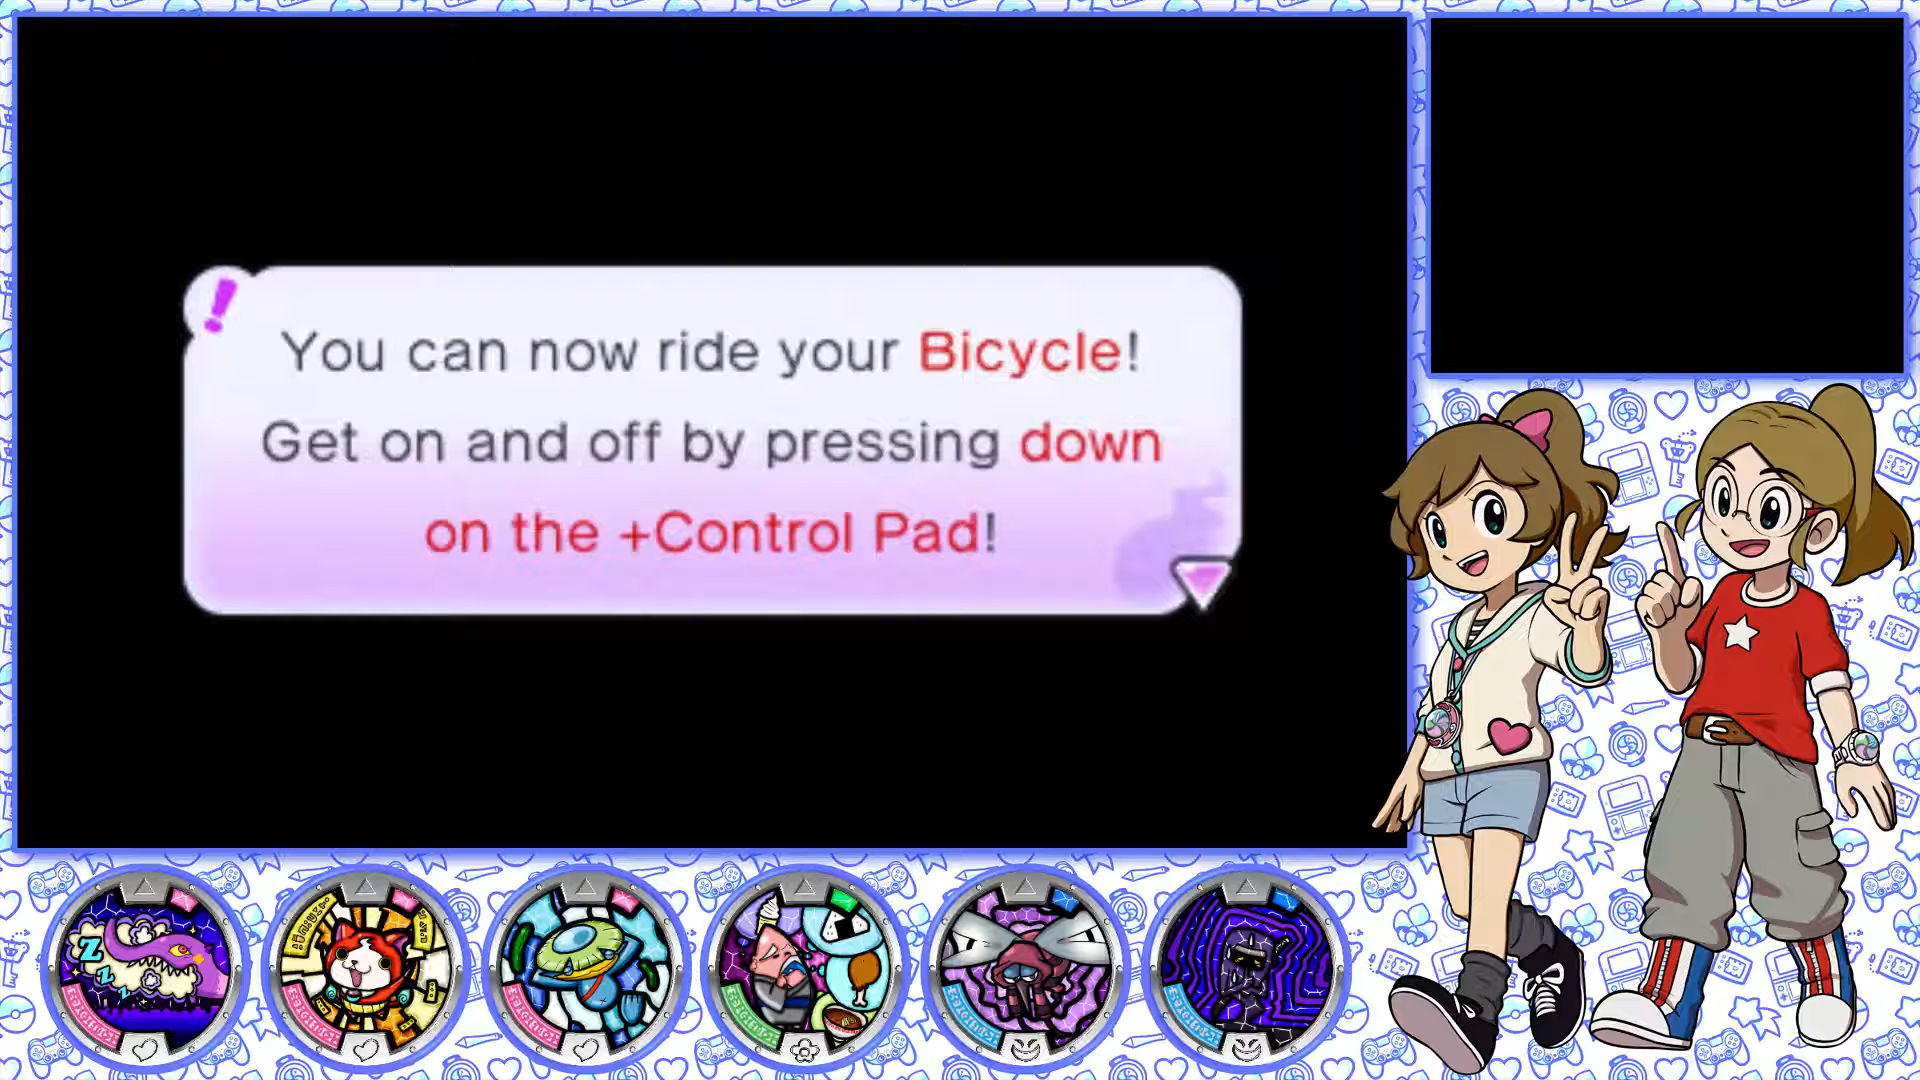 You can now ride your Bicycle!
Get on and off by pressing down
on the +Control Pad!
Z
Z
Z
Z